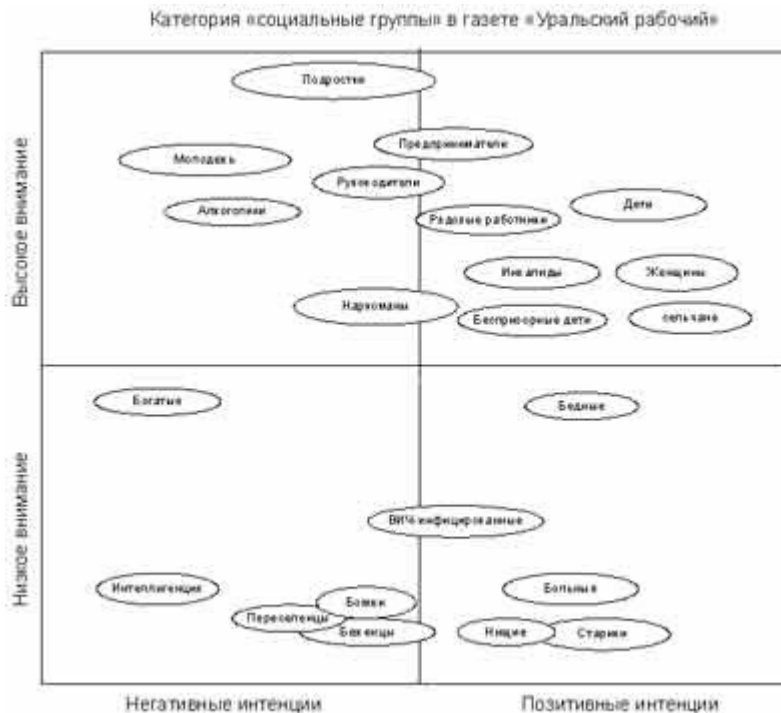 Категория «социальные группы» в газете «Уральский рабочий»
Высокое внимание
Подростки
Предприниматели
Молодежь
Руководители
Алкоголики
Рядовые работники
Дети
Инвалиды
Женщины
Наркоманы
Беспризорные дети
сельчане
Низкое внимание
Богатые
Бедные
ВИЧ-инфицированные
Интеллигенция
Больные
Бомжи
Переселенцы
Беженцы
Нищие
Старики
Негативные интенции
Позитивные интенции